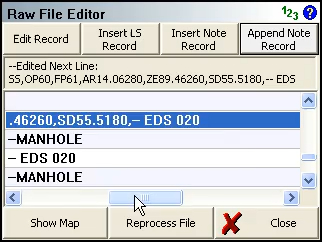 Raw File Editor
1 2 3 ?
Edit Record
Insert LS Record
Insert Note Record
Append Note Record
--Edited Next Line:
SS,OP60,FP61,AR14.06280,ZE89.46260,SD55.5180,-- EDS
.46260,SD55.5180,-- EDS 020
--MANHOLE
-- EDS 020
--MANHOLE
Show Map
Reprocess File
Close